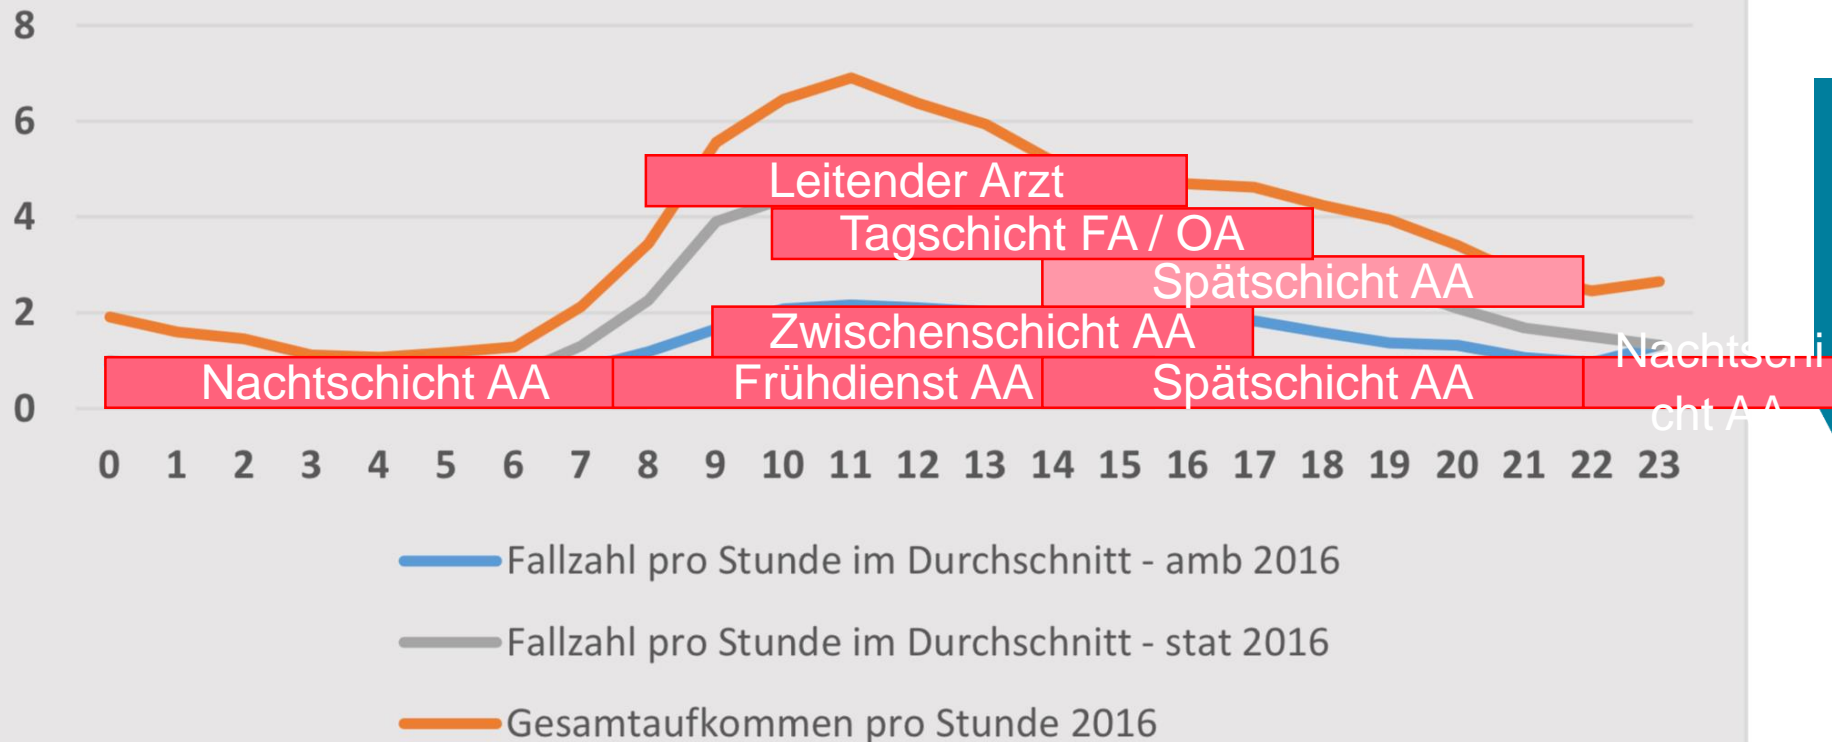 8
6
4
2
0
Leitender Arzt
Tagschicht FA / OA
Spätschicht AA
Zwischenschicht AA
Nachtschicht AA
Frühdienst AA
Spätschicht AA
Nachtschi
cht AA
0 1 2 3 4 5 6 7 8 9 10 11 12 13 14 15 16 17 18 19 20 21 22 23
Fallzahl pro Stunde im Durchschnitt - amb 2016
Fallzahl pro Stunde im Durchschnitt - stat 2016
Gesamtaufkommen pro Stunde 2016